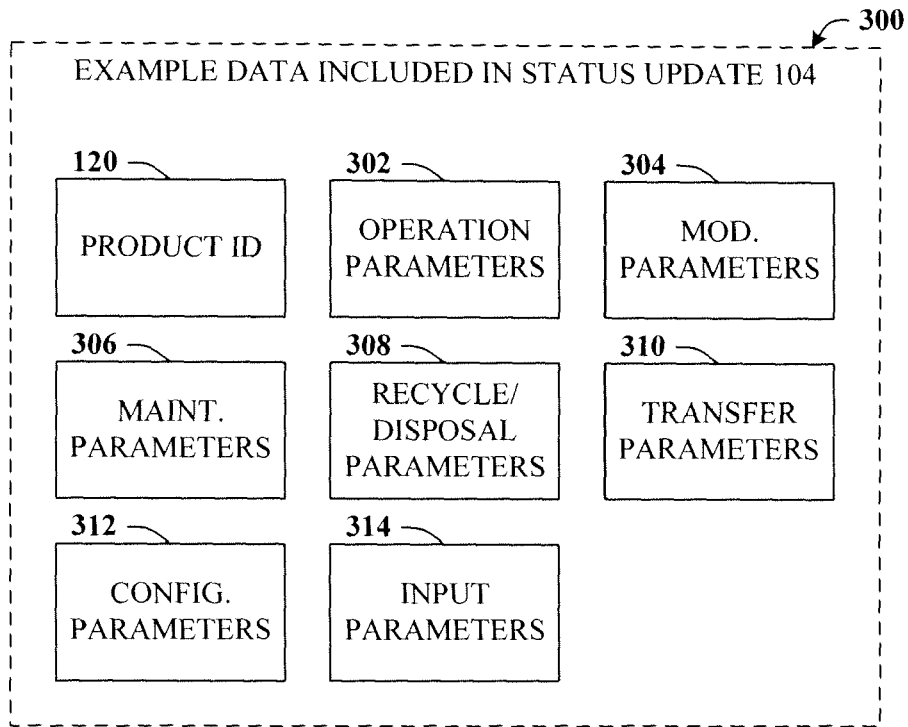 300
EXAMPLE DATA INCLUDED IN STATUS UPDATE 104
120
PRODUCT ID
302
OPERATION
PARAMETERS
304
MOD.
PARAMETERS
306
MAINT.
PARAMETERS
308
RECYCLE/
DISPOSAL
PARAMETERS
310
TRANSFER
PARAMETERS
312
CONFIG.
PARAMETERS
314
INPUT
PARAMETERS